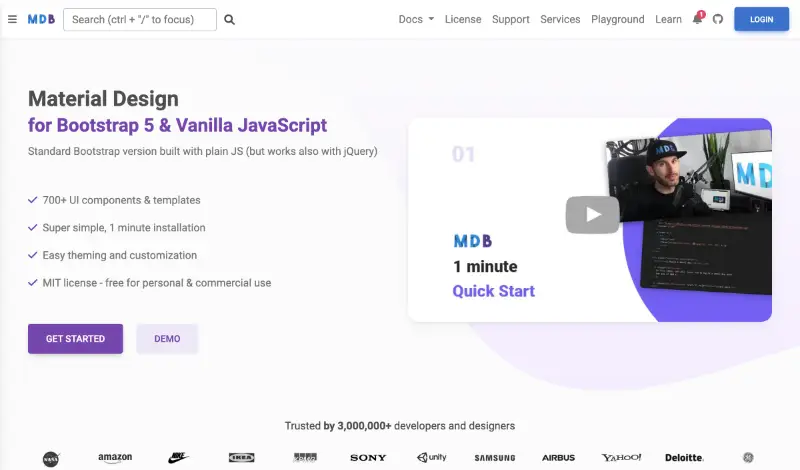 MDB
Search (ctrl + "/" to focus)
Docs
License
Support
Services
Playground
Learn
1
LOGIN
Material Design
for Bootstrap 5 & Vanilla JavaScript
Standard Bootstrap version built with plain JS (but works also with jQuery)
700+ UI components & templates
Super simple, 1 minute installation
Easy theming and customization
MIT license - free for personal & commercial use
GET STARTED
DEMO
01
MDB
1 minute
Quick Start
MDB
MD
Trusted by 3,000,000+ developers and designers
NASA
amazon
NIKE
IKEA
SONY
unity
SAMSUNG
AIRBUS
YAHOO!
Deloitte.